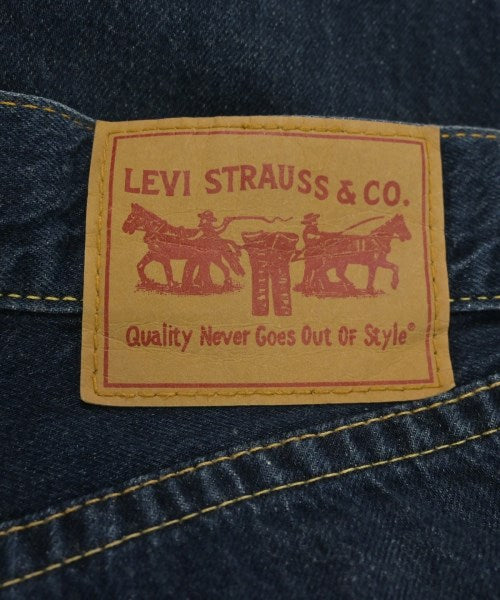 LEVI STRAUSS & CO.
Quality Never Goes Out Of Style®